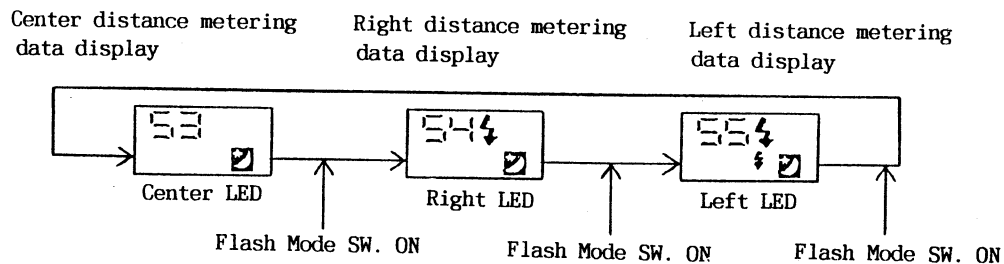 Center distance metering
data display
Right distance metering
data display
Left distance metering
data display
53
54
55
Center LED
Right LED
Left LED
Flash Mode SW. ON
Flash Mode SW. ON
Flash Mode SW. ON